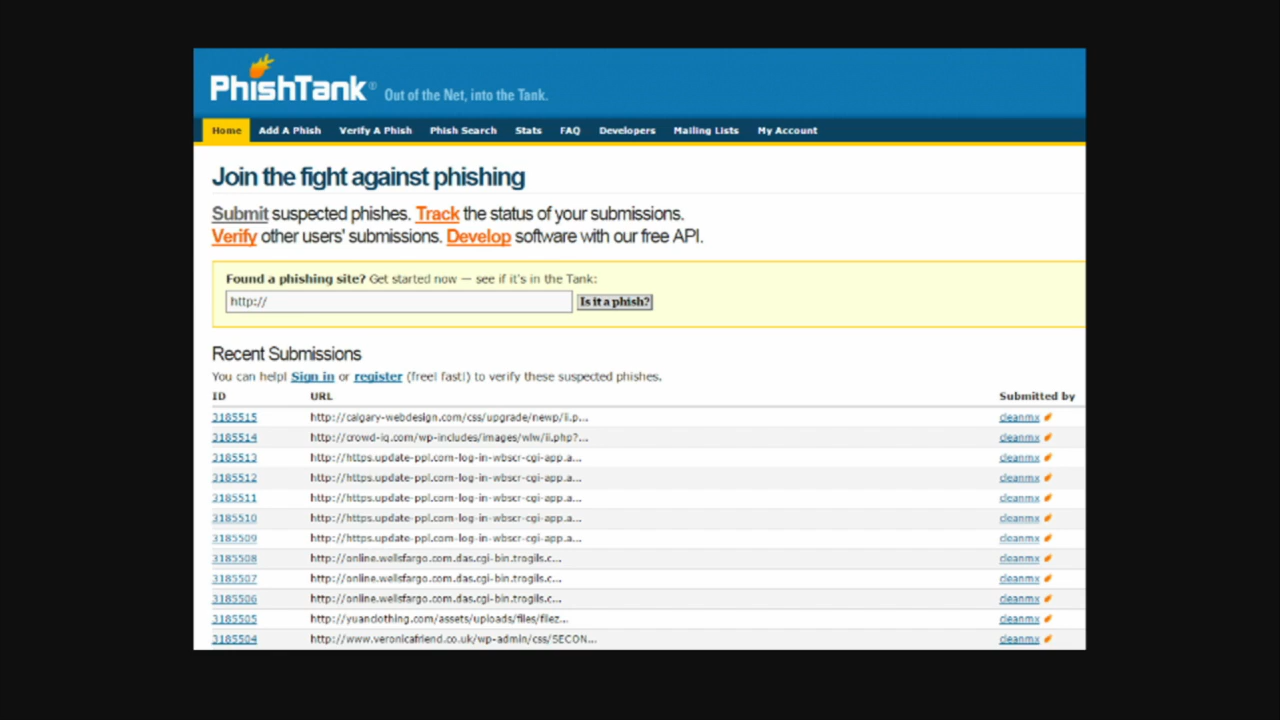 PhishTank® Out of the Net, into the Tank.
Home Add A Phish Verify A Phish Phish Search Stats FAQ Developers Mailing Lists My Account
Join the fight against phishing
Submit suspected phishes. Track the status of your submissions.
Verify other users' submissions. Develop software with our free API.
Found a phishing site? Get started now — see if it's in the Tank:
http:// Is it a phish?
Recent Submissions
You can help! Sign in or register (free! fast!) to verify these suspected phishes.
ID URL Submitted by
3185515 http://calgary-webdesign.com/css/upgrade/newp/ii.p... cleanmx
3185514 http://crowd-iq.com/wp-includes/images/wlw/ii.php?... cleanmx
3185513 http://https.update-ppl.com-log-in-wbscr-cgi-app.a... cleanmx
3185512 http://https.update-ppl.com-log-in-wbscr-cgi-app.a... cleanmx
3185511 http://https.update-ppl.com-log-in-wbscr-cgi-app.a... cleanmx
3185510 http://https.update-ppl.com-log-in-wbscr-cgi-app.a... cleanmx
3185509 http://https.update-ppl.com-log-in-wbscr-cgi-app.a... cleanmx
3185508 http://online.wellsfargo.com.das.cgi-bin.trogils.c... cleanmx
3185507 http://online.wellsfargo.com.das.cgi-bin.trogils.c... cleanmx
3185506 http://online.wellsfargo.com.das.cgi-bin.trogils.c... cleanmx
3185505 http://yuanclothing.com/assets/uploads/files/filez... cleanmx
3185504 http://www.veronicafriend.co.uk/wp-admin/css/SECON... cleanmx